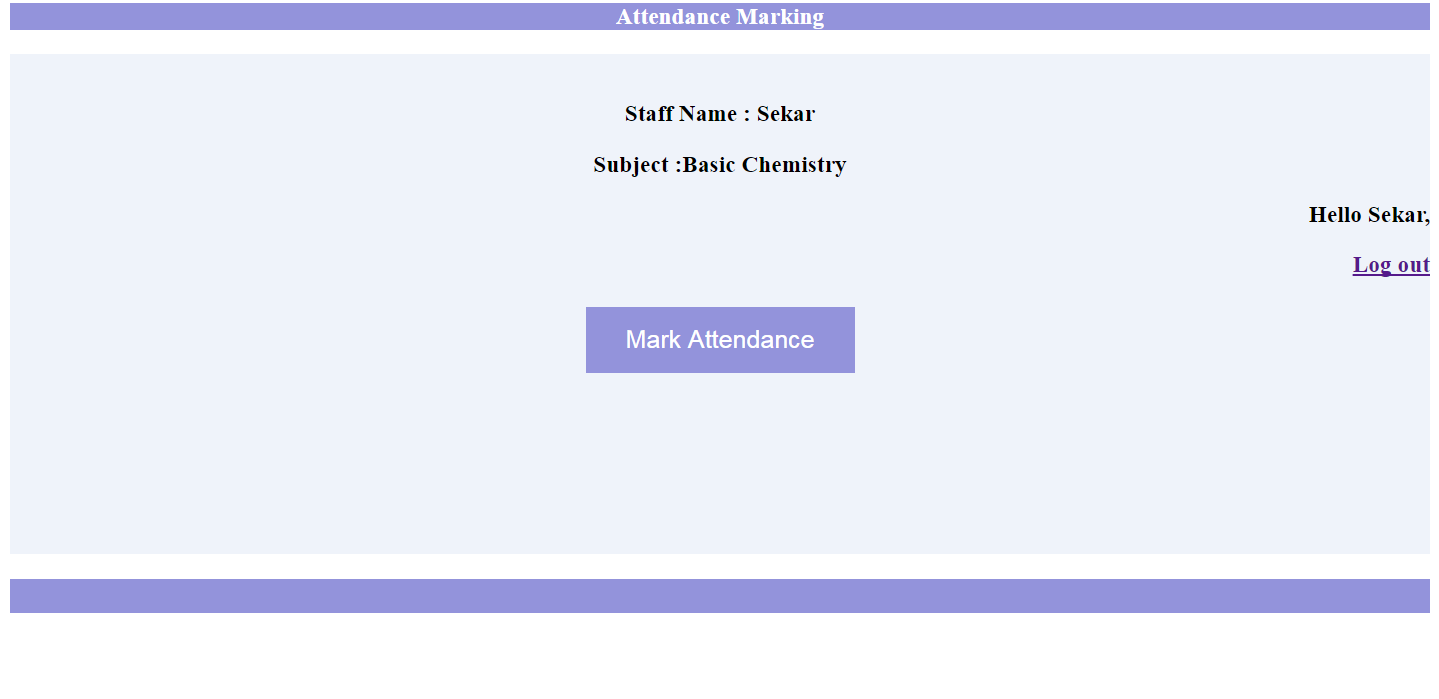 Attendance Marking
Staff Name : Sekar
Subject :Basic Chemistry
Hello Sekar,
Log out
Mark Attendance